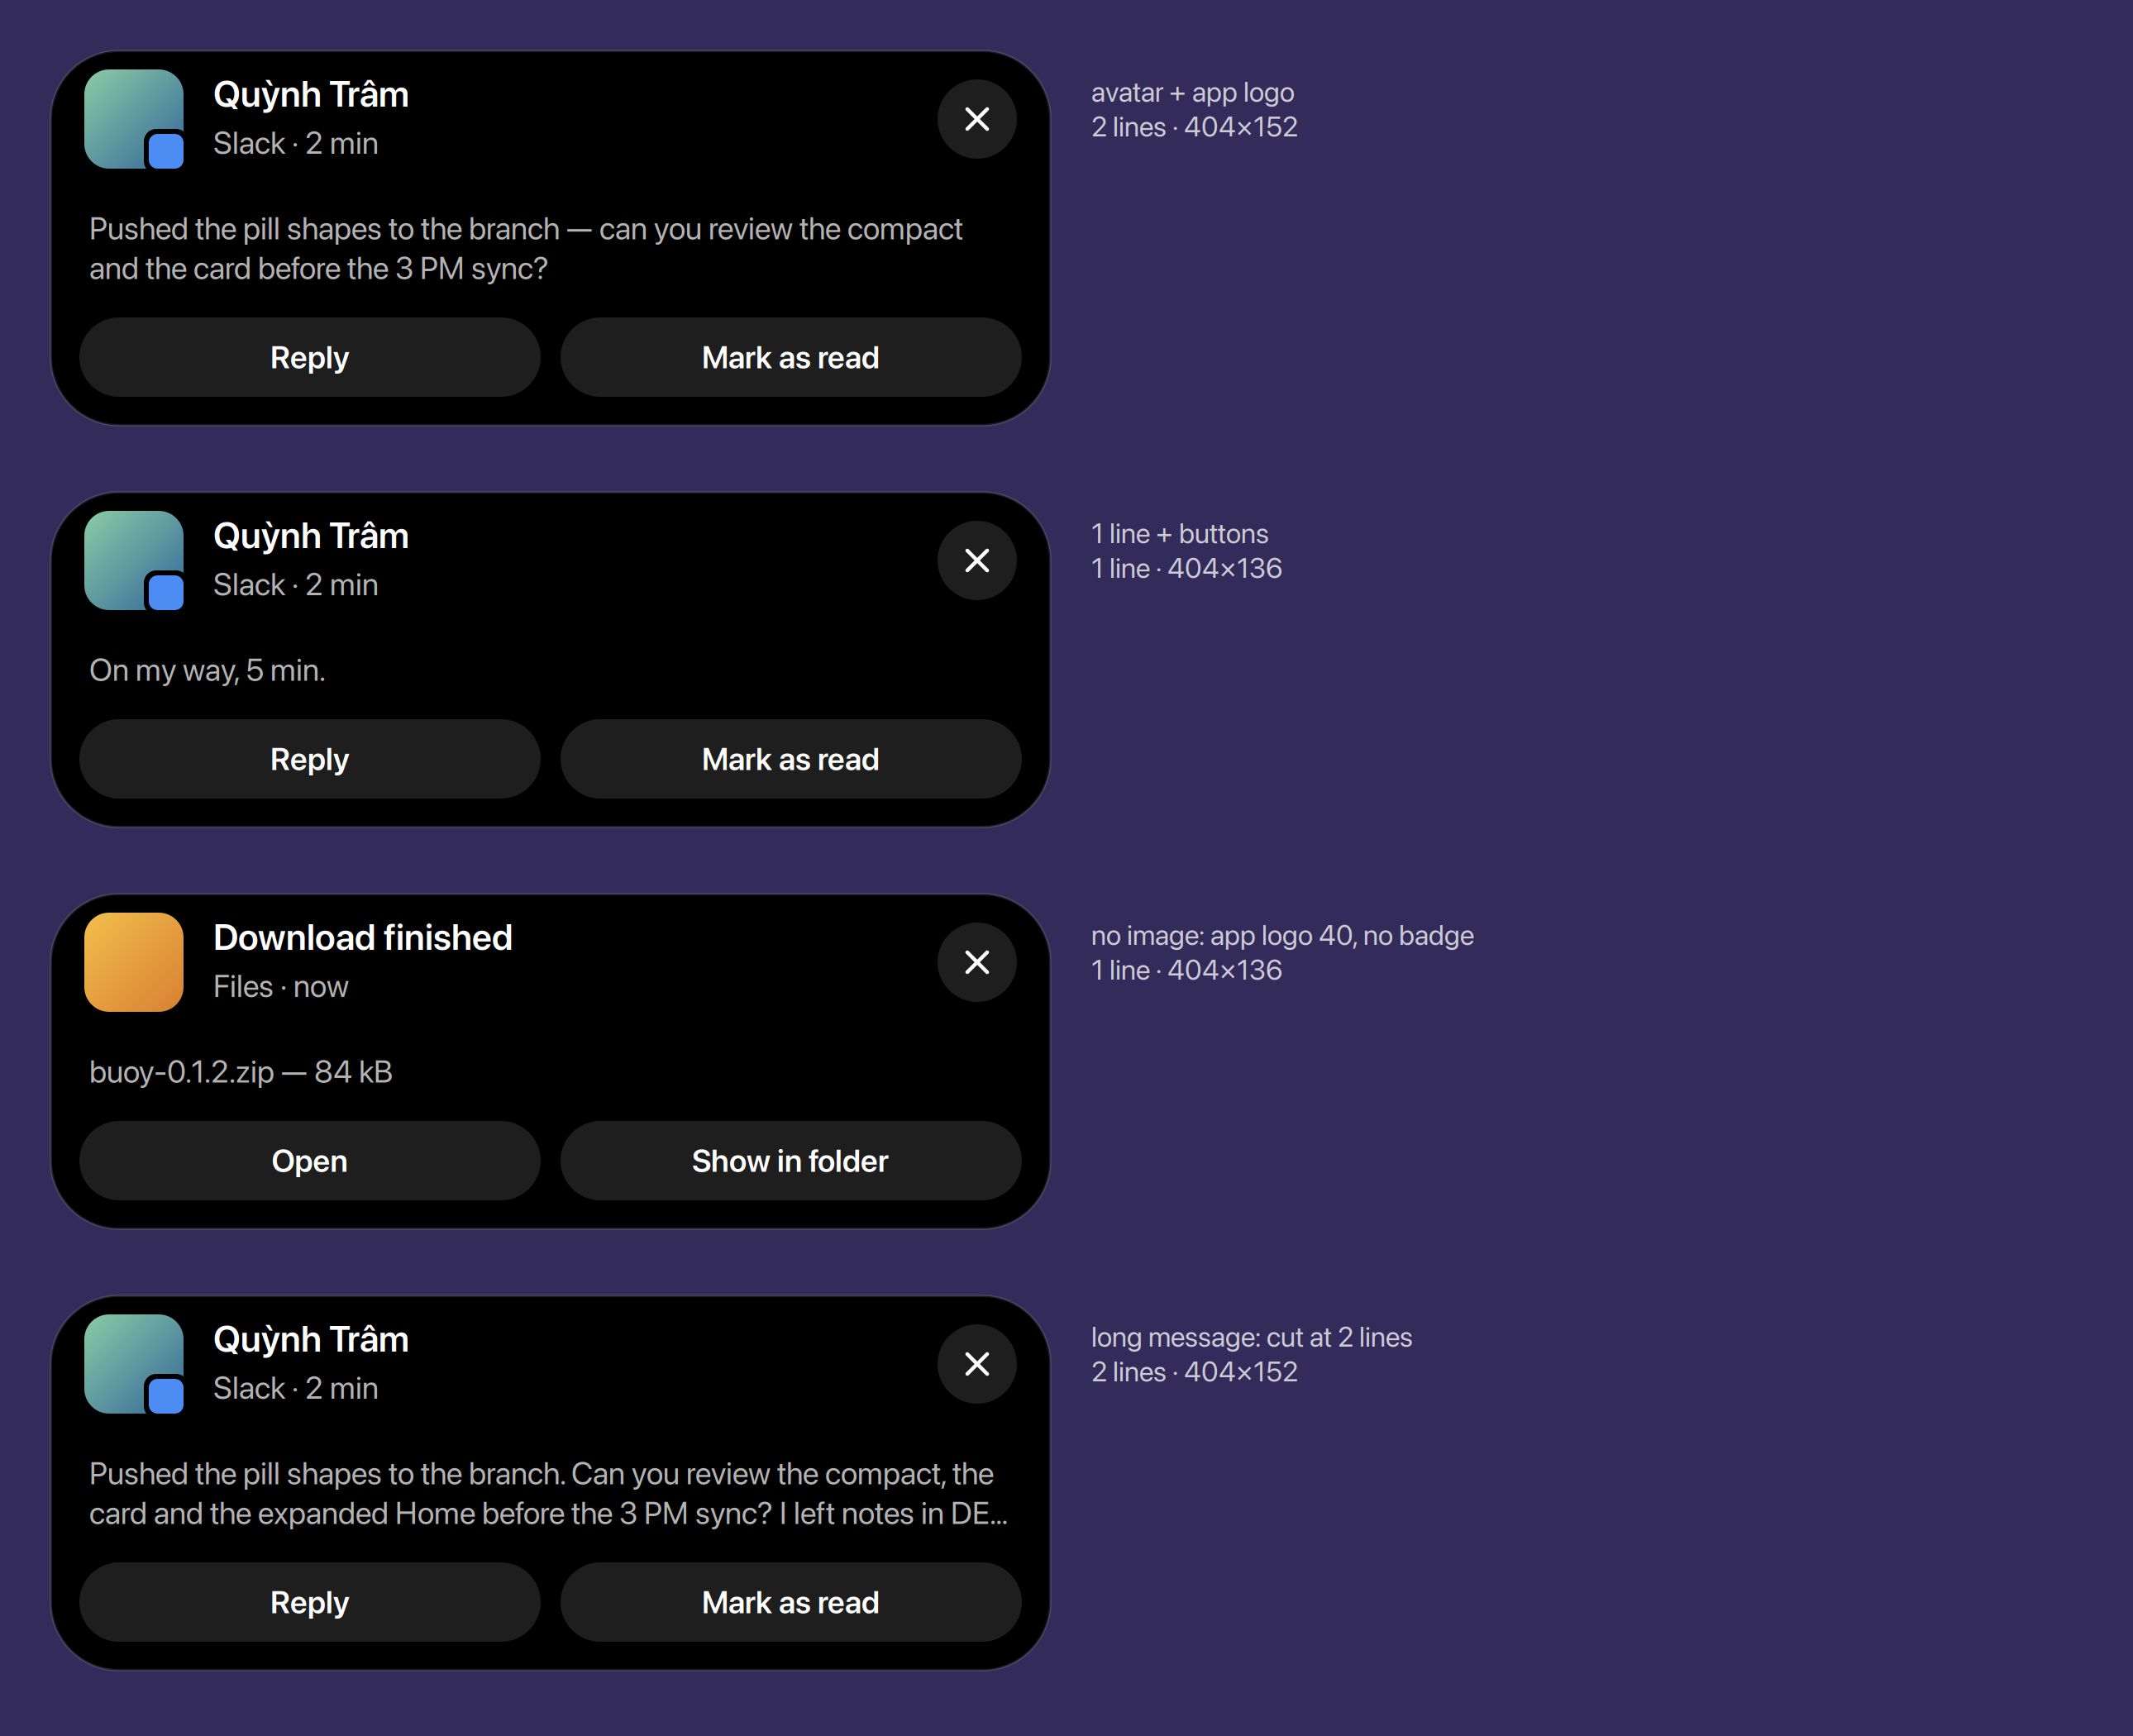 Quỳnh Trâm
Slack · 2 min
avatar + app logo
2 lines · 404×152
Pushed the pill shapes to the branch — can you review the compact
and the card before the 3 PM sync?
Reply
Mark as read
Quỳnh Trâm
Slack · 2 min
1 line + buttons
1 line · 404×136
On my way, 5 min.
Reply
Mark as read
Download finished
Files · now
no image: app logo 40, no badge
1 line · 404×136
buoy-0.1.2.zip — 84 kB
Open
Show in folder
Quỳnh Trâm
Slack · 2 min
long message: cut at 2 lines
2 lines · 404×152
Pushed the pill shapes to the branch. Can you review the compact, the
card and the expanded Home before the 3 PM sync? I left notes in DE...
Reply
Mark as read